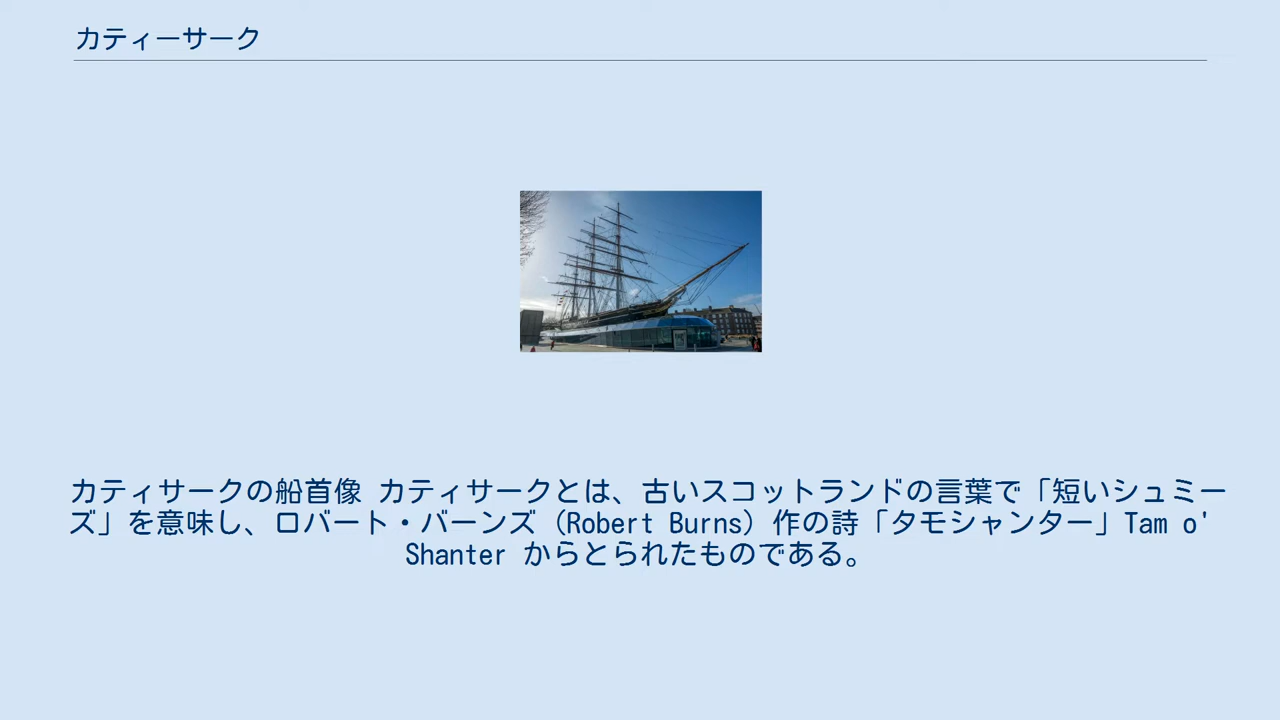 カティーサーク
カティサークの船首像 カティサークとは、古いスコットランドの言葉で「短いシュミー
ズ」を意味し、ロバート・バーンズ（Robert Burns）作の詩「タモシャンター」Tam o'
Shanter からとられたものである。